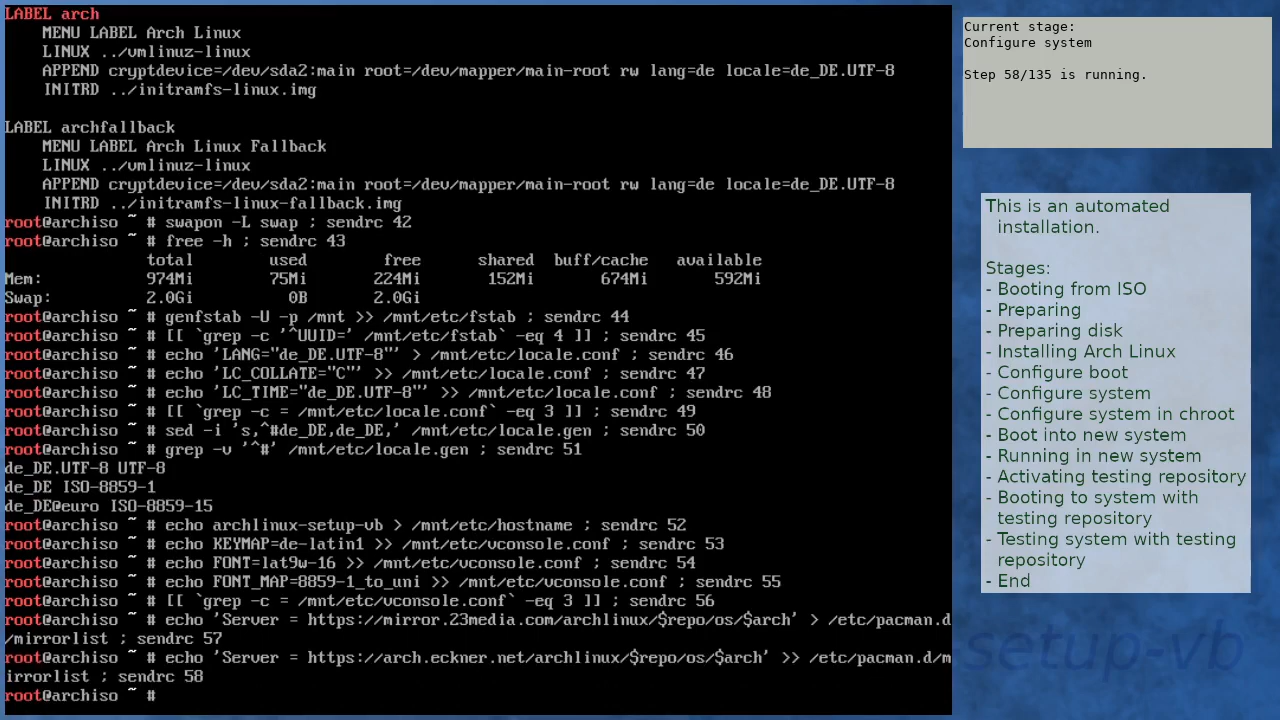 LABEL arch
MENU LABEL Arch Linux
LINUX ../vmlinuz-linux
APPEND cryptdevice=/dev/sda2:main root=/dev/mapper/main-root rw lang=de locale=de_DE.UTF-8
INITRD ../initramfs-linux.img
LABEL archfallback
MENU LABEL Arch Linux Fallback
LINUX ../vmlinuz-linux
APPEND cryptdevice=/dev/sda2:main root=/dev/mapper/main-root rw lang=de locale=de_DE.UTF-8
INITRD ../initramfs-linux-fallback.img
root@archiso ~ # swapon -L swap ; sendrc 42
root@archiso ~ # free -h ; sendrc 43
total used free shared buff/cache available
Mem: 974Mi 75Mi 224Mi 152Mi 674Mi 592Mi
Swap: 2.0Gi 0B 2.0Gi
root@archiso ~ # genfstab -U -p /mnt >> /mnt/etc/fstab ; sendrc 44
root@archiso ~ # [[ `grep -c '^UUID=' /mnt/etc/fstab` -eq 4 ]] ; sendrc 45
root@archiso ~ # echo 'LANG="de_DE.UTF-8"' > /mnt/etc/locale.conf ; sendrc 46
root@archiso ~ # echo 'LC_COLLATE="C"' >> /mnt/etc/locale.conf ; sendrc 47
root@archiso ~ # echo 'LC_TIME="de_DE.UTF-8"' >> /mnt/etc/locale.conf ; sendrc 48
root@archiso ~ # [[ `grep -c = /mnt/etc/locale.conf` -eq 3 ]] ; sendrc 49
root@archiso ~ # sed -i 's,^#de_DE,de_DE,' /mnt/etc/locale.gen ; sendrc 50
root@archiso ~ # grep -v '^#' /mnt/etc/locale.gen ; sendrc 51
de_DE.UTF-8 UTF-8
de_DE ISO-8859-1
de_DE@euro ISO-8859-15
root@archiso ~ # echo archlinux-setup-vb > /mnt/etc/hostname ; sendrc 52
root@archiso ~ # echo KEYMAP=de-latin1 >> /mnt/etc/vconsole.conf ; sendrc 53
root@archiso ~ # echo FONT=lat9w-16 >> /mnt/etc/vconsole.conf ; sendrc 54
root@archiso ~ # echo FONT_MAP=8859-1_to_uni >> /mnt/etc/vconsole.conf ; sendrc 55
root@archiso ~ # [[ `grep -c = /mnt/etc/vconsole.conf` -eq 3 ]] ; sendrc 56
root@archiso ~ # echo 'Server = https://mirror.23media.com/archlinux/$repo/os/$arch' > /etc/pacman.d
/mirrorlist ; sendrc 57
root@archiso ~ # echo 'Server = https://arch.eckner.net/archlinux/$repo/os/$arch' >> /etc/pacman.d/m
irrorlist ; sendrc 58
root@archiso ~ #
Current stage:
Configure system
Step 58/135 is running.
This is an automated
installation.
Stages:
- Booting from ISO
- Preparing
- Preparing disk
- Installing Arch Linux
- Configure boot
- Configure system
- Configure system in chroot
- Boot into new system
- Running in new system
- Activating testing repository
- Booting to system with
testing repository
- Testing system with testing
repository
- End
setup-vb